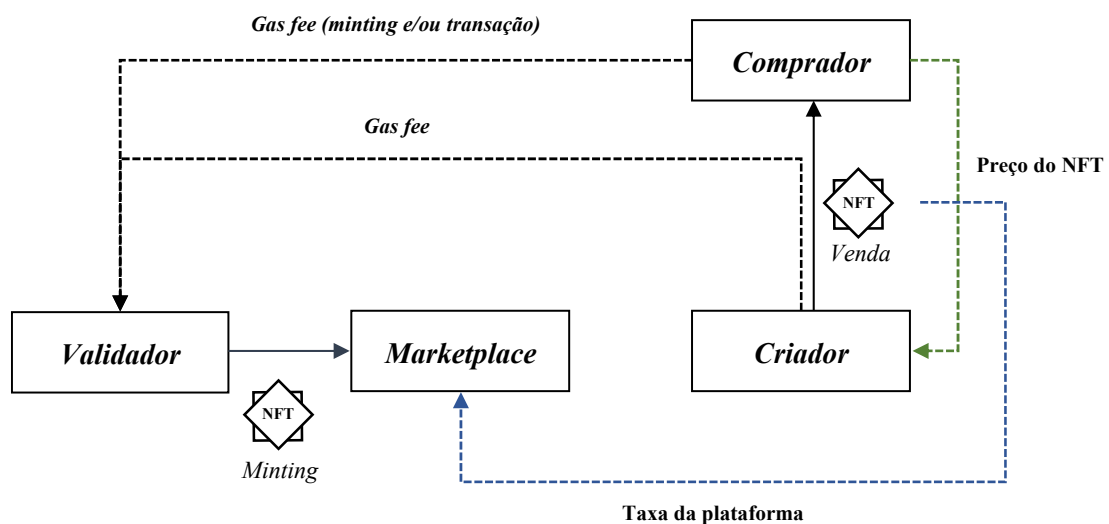 Gas fee (minting e/ou transação)
Comprador
Gas fee
Preço do NFT
NFT
Venda
Validador
Marketplace
Criador
NFT
Minting
Taxa da plataforma